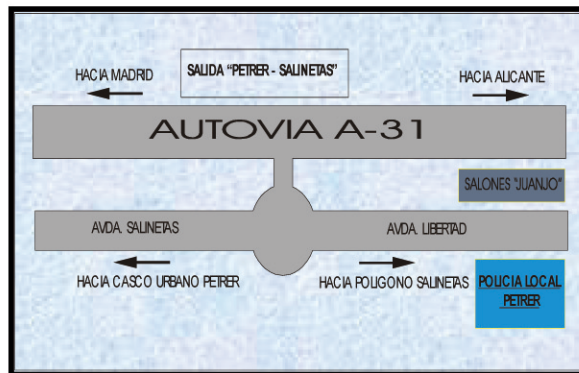 SALIDA "PETRER - SALINETAS"
HACIA MADRID
HACIA ALICANTE
AUTOVIA A-31
SALONES "JUANJO"
AVDA. SALINETAS
AVDA. LIBERTAD
HACIA CASCO URBANO PETRER
HACIA POLIGONO SALINETAS
POLICIA LOCAL
PETRER